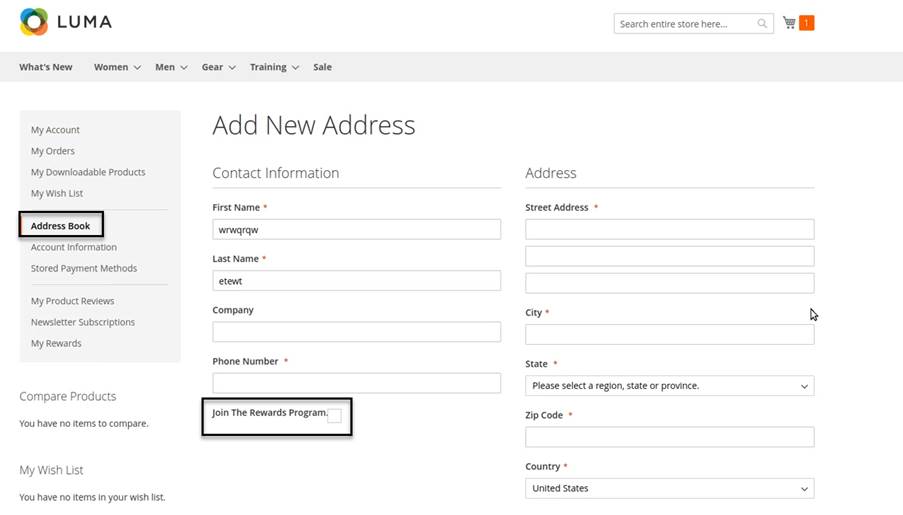 LUMA
Search entire store here...
1
What's New
Women
Men
Gear
Training
Sale
My Account
My Orders
My Downloadable Products
My Wish List
Address Book
Account Information
Stored Payment Methods
My Product Reviews
Newsletter Subscriptions
My Rewards
Compare Products
You have no items to compare.
My Wish List
You have no items in your wish list.
Add New Address
Contact Information
First Name *
wrwqrqw
Last Name *
etewt
Company
Phone Number *
Join The Rewards Program.
Address
Street Address *
City *
State *
Please select a region, state or province.
Zip Code *
Country *
United States